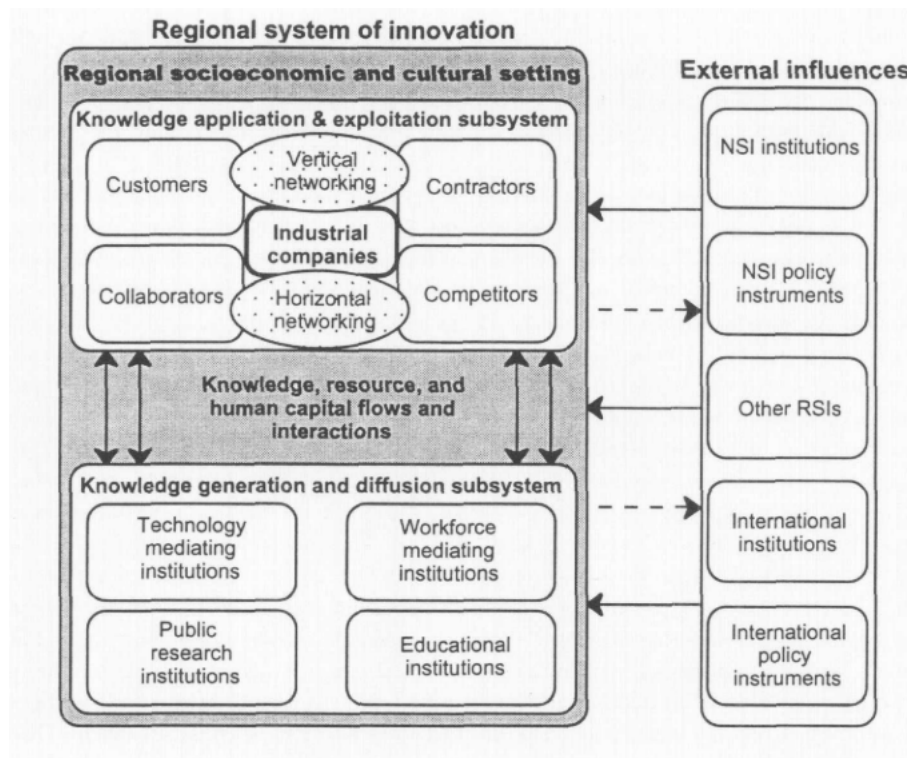 Regional system of innovation
Regional socioeconomic and cultural setting
Knowledge application & exploitation subsystem
Customers
Vertical
networking
Contractors
Industrial
companies
Collaborators
Horizontal
networking
Competitors
Knowledge, resource, and
human capital flows and
interactions
Knowledge generation and diffusion subsystem
Technology
mediating
institutions
Workforce
mediating
institutions
Public
research
institutions
Educational
institutions
External influences
NSI institutions
NSI policy
instruments
Other RSIs
International
institutions
International
policy
instruments